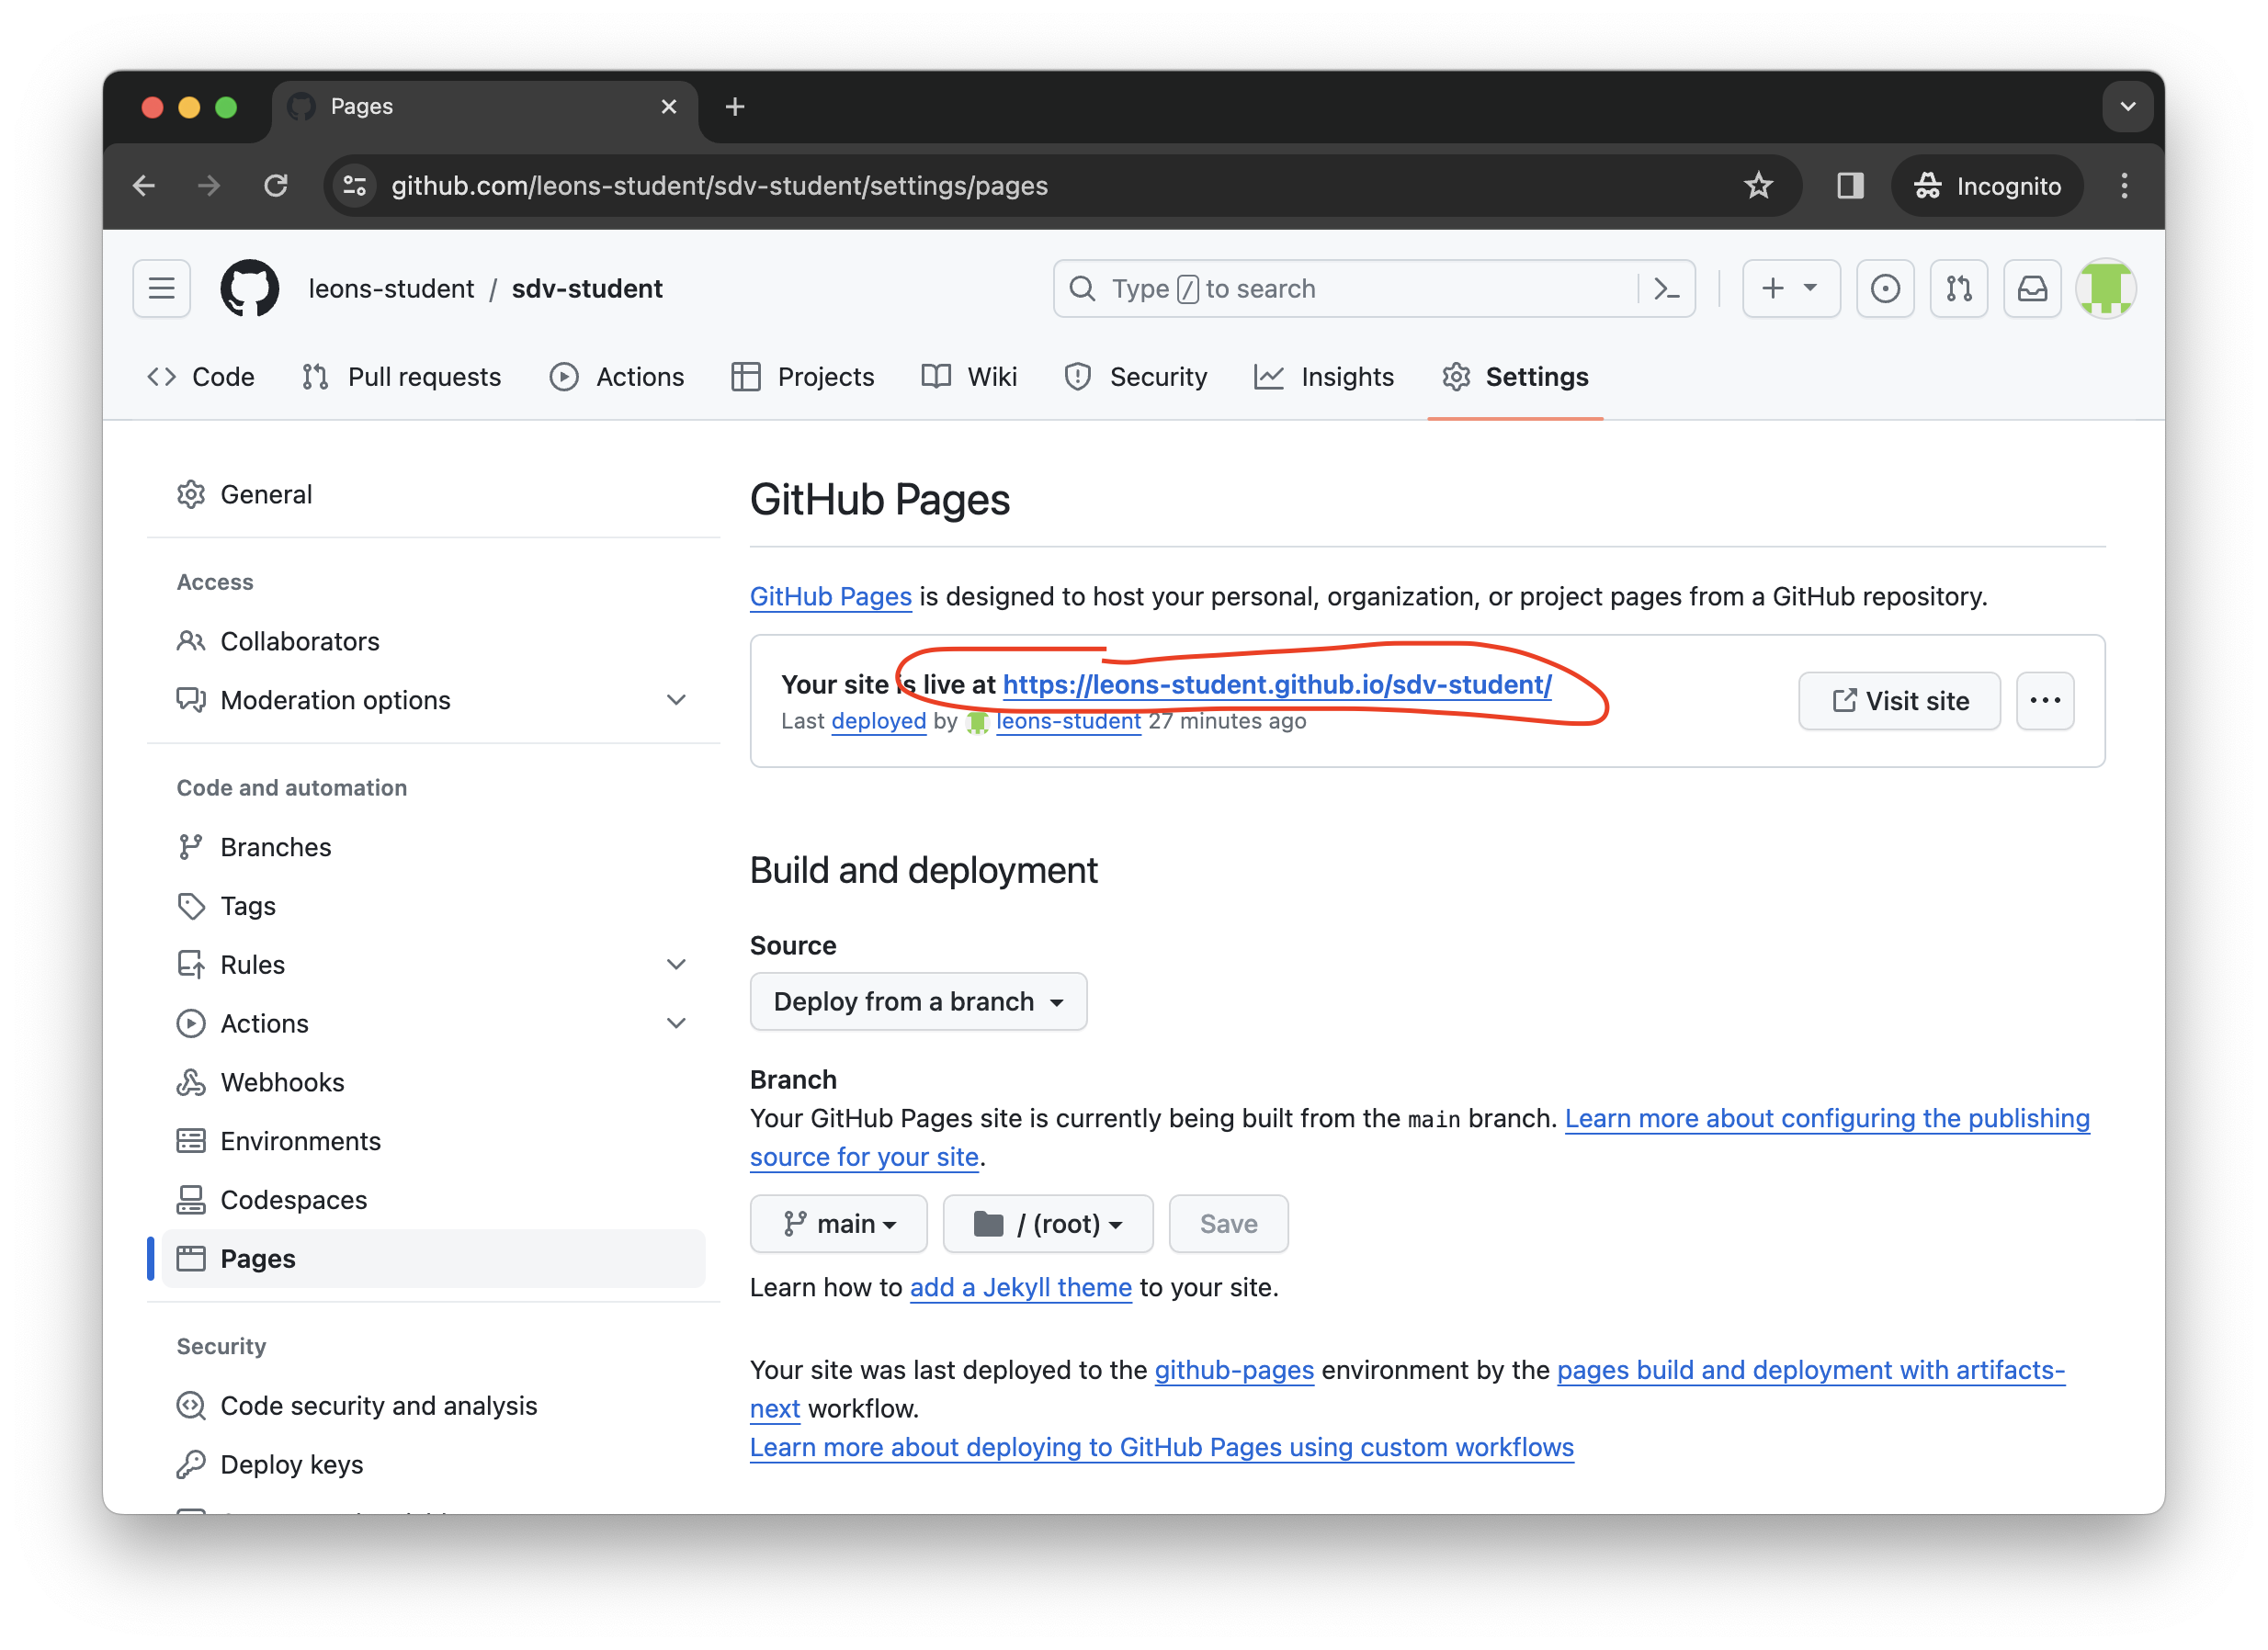 Pages
github.com/leons-student/sdv-student/settings/pages
Incognito
leons-student / sdv-student
Type / to search
Code
Pull requests
Actions
Projects
Wiki
Security
Insights
Settings
General
Access
Collaborators
Moderation options
Code and automation
Branches
Tags
Rules
Actions
Webhooks
Environments
Codespaces
Pages
Security
Code security and analysis
Deploy keys
GitHub Pages
GitHub Pages is designed to host your personal, organization, or project pages from a GitHub repository.
Your site is live at https://leons-student.github.io/sdv-student/
Last deployed by leons-student 27 minutes ago
Visit site
Build and deployment
Source
Deploy from a branch
Branch
Your GitHub Pages site is currently being built from the main branch. Learn more about configuring the publishing
source for your site.
main
/ (root)
Save
Learn how to add a Jekyll theme to your site.
Your site was last deployed to the github-pages environment by the pages build and deployment with artifacts-
next workflow.
Learn more about deploying to GitHub Pages using custom workflows